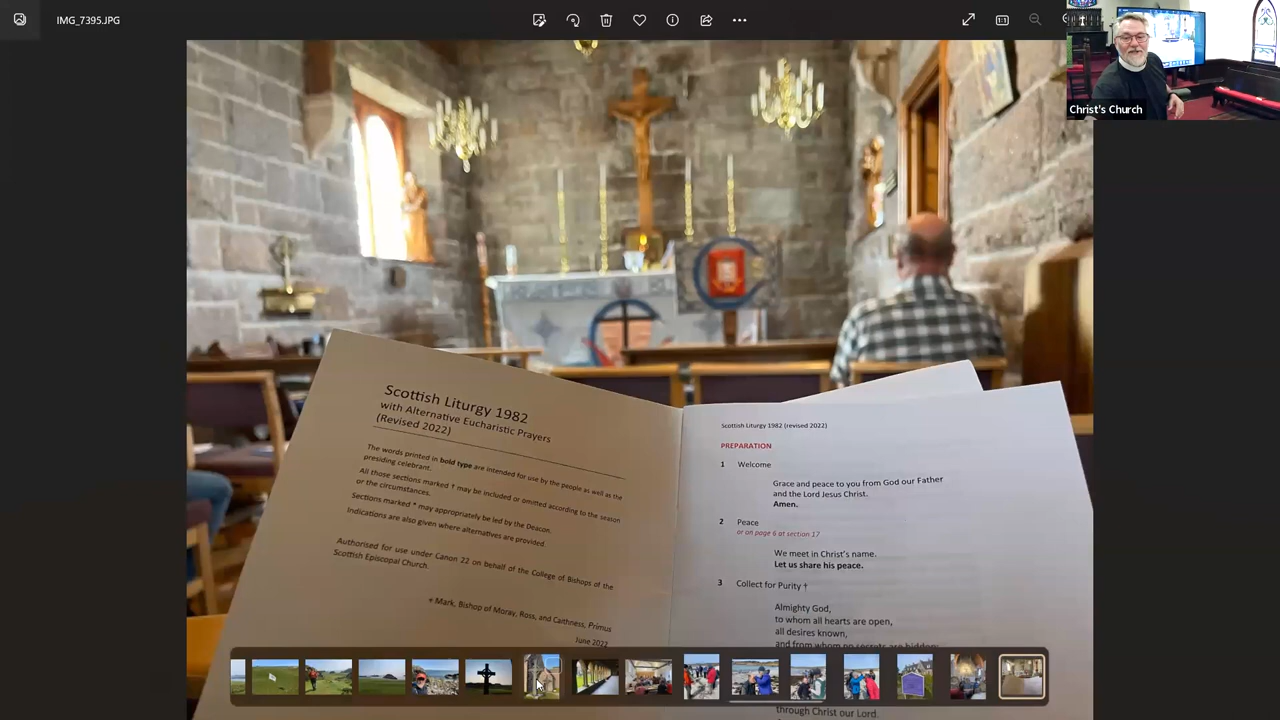 IMG_7395.JPG
Christ's Church
Scottish Liturgy 1982
with Alternative Eucharistic Prayers
(Revised 2022)
The words printed in bold type are intended for use by the people as well as the
presiding celebrant.
All those sections marked † may be included or omitted according to the season
or the circumstances.
Sections marked * may appropriately be led by the Deacon.
Indications are also given where alternatives are provided.
Authorised for use under Canon 22 on behalf of the College of Bishops of the
Scottish Episcopal Church.
+ Mark, Bishop of Moray, Ross, and Caithness, Primus
June 2022
Scottish Liturgy 1982 (revised 2022)
PREPARATION
1 Welcome
Grace and peace to you from God our Father
and the Lord Jesus Christ.
Amen.
2 Peace
or on page 6 at section 17
We meet in Christ's name.
Let us share his peace.
3 Collect for Purity †
Almighty God,
to whom all hearts are open,
all desires known,
and from whom no secrets are hidden:
through Christ our Lord.